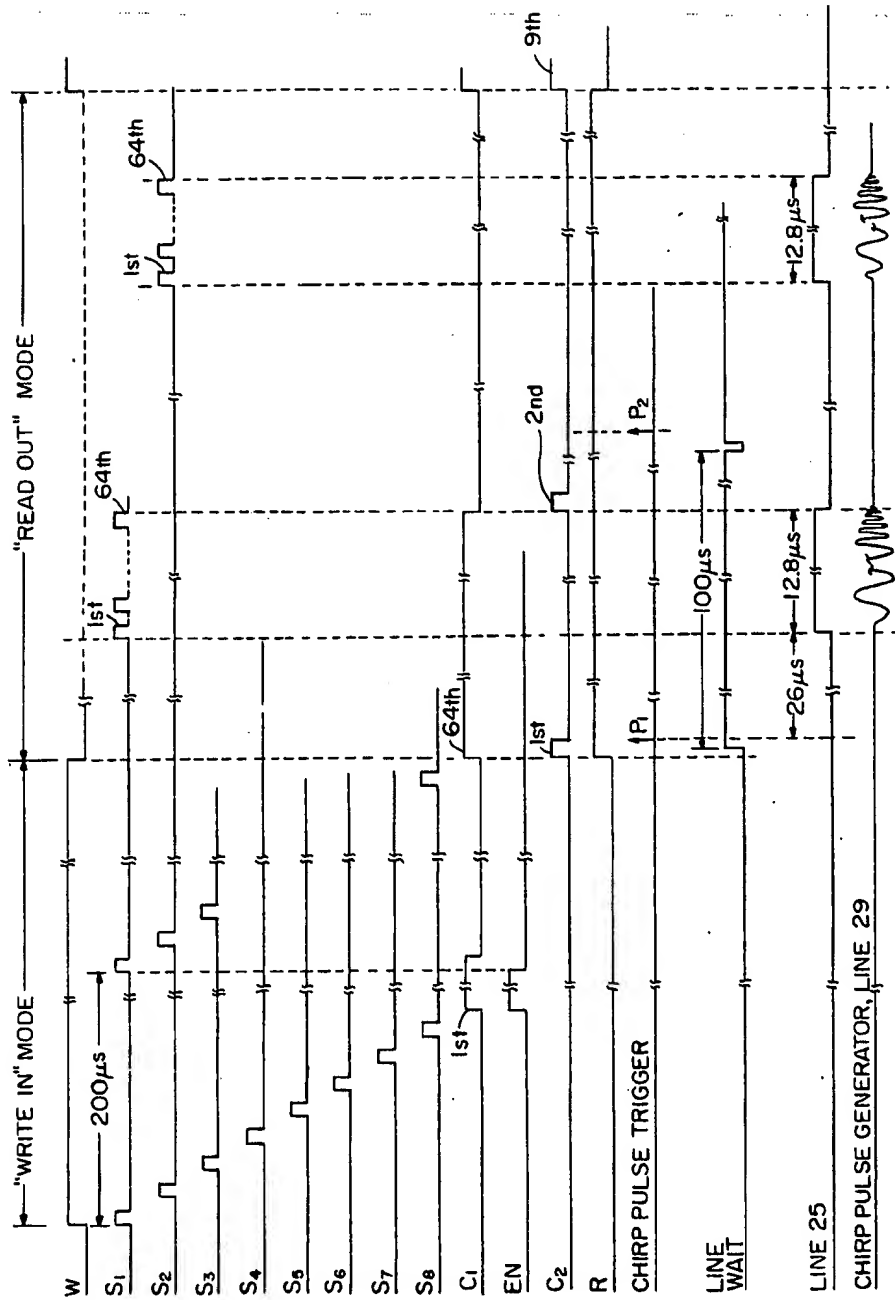 "WRITE IN" MODE
"READ OUT" MODE
200μs
W
S1
S2
S3
S4
S5
S6
S7
S8
C1
EN
C2
R
CHIRP PULSE TRIGGER
LINE
WAIT
LINE 25
CHIRP PULSE GENERATOR, LINE 29
1st
64th
1st
64th
1st
64th
1st
2nd
9th
P1
P2
100μs
26μs
12.8μs
12.8μs